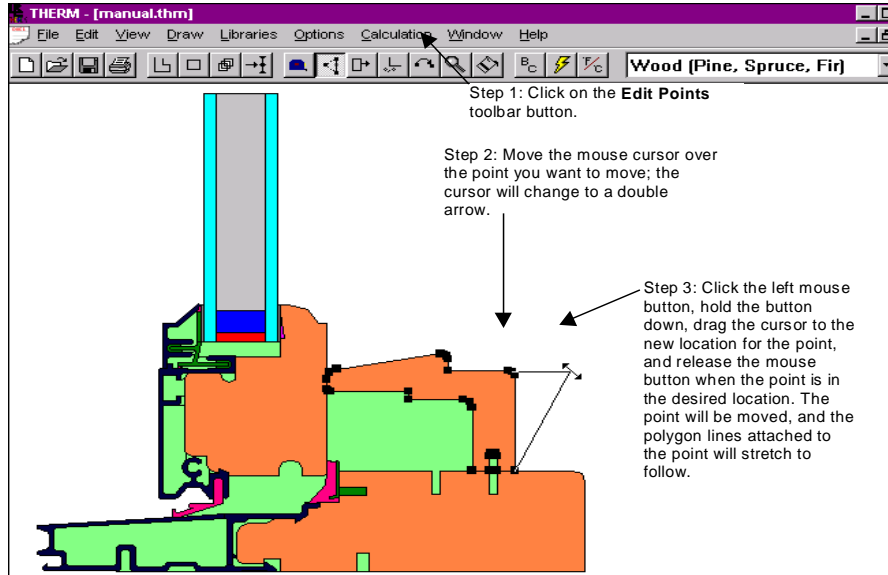 THERM - [manual.thm]
File Edit View Draw Libraries Options Calculation Window Help
BC F/C Wood (Pine, Spruce, Fir)
Step 1: Click on the Edit Points
toolbar button.
Step 2: Move the mouse cursor over
the point you want to move; the
cursor will change to a double
arrow.
Step 3: Click the left mouse
button, hold the button
down, drag the cursor to the
new location for the point,
and release the mouse
button when the point is in
the desired location. The
point will be moved, and the
polygon lines attached to
the point will stretch to
follow.